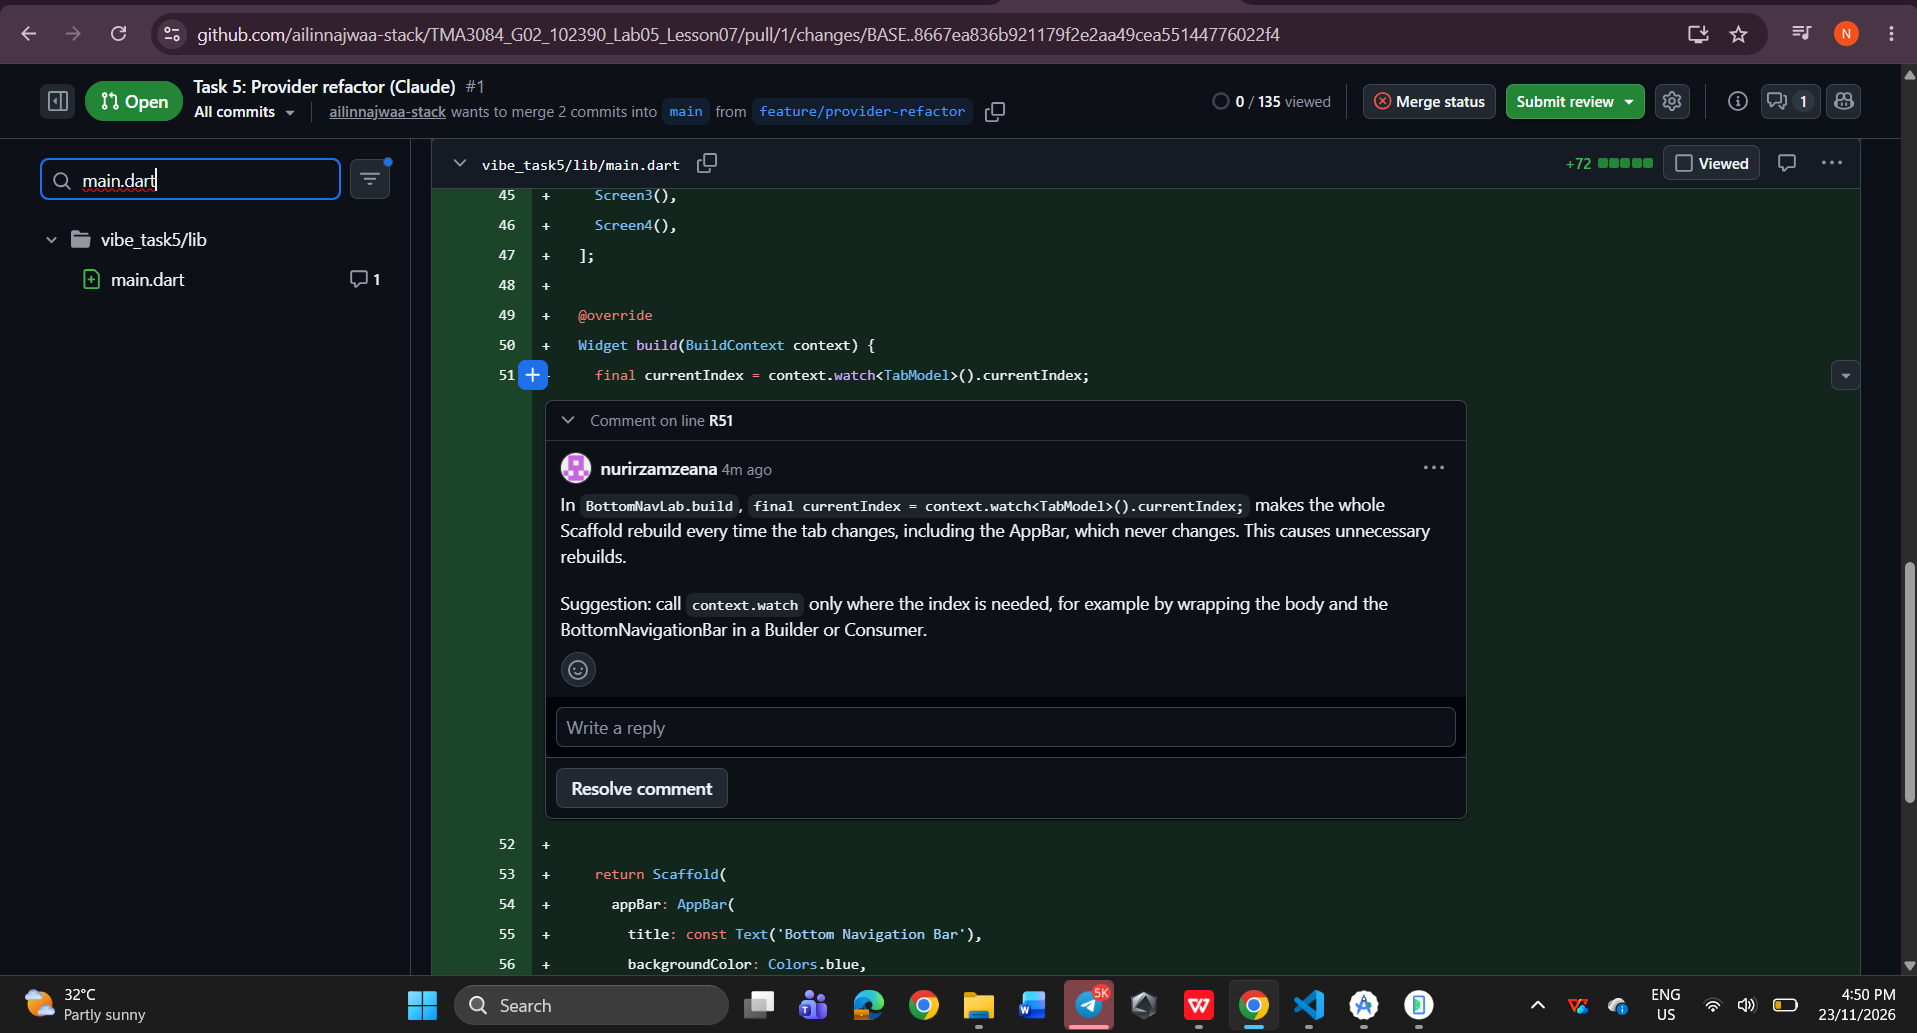 github.com/ailinnajwaa-stack/TMA3084_G02_102390_Lab05_Lesson07/pull/1/changes/BASE..8667ea836b921179f2e2aa49cea55144776022f4
N
Open
Task 5: Provider refactor (Claude) #1
All commits
ailinnajwaa-stack wants to merge 2 commits into main from feature/provider-refactor
0 / 135 viewed
Merge status
Submit review
1
main.dart
vibe_task5/lib
main.dart
1
vibe_task5/lib/main.dart
+72
Viewed
45 + Screen3(),
46 + Screen4(),
47 + ];
48 +
49 + @override
50 + Widget build(BuildContext context) {
51 final currentIndex = context.watch<TabModel>().currentIndex;
Comment on line R51
nurirzamzeana 4m ago
In BottomNavLab.build, final currentIndex = context.watch<TabModel>().currentIndex; makes the whole
Scaffold rebuild every time the tab changes, including the AppBar, which never changes. This causes unnecessary
rebuilds.
Suggestion: call context.watch only where the index is needed, for example by wrapping the body and the
BottomNavigationBar in a Builder or Consumer.
Write a reply
Resolve comment
52 +
53 + return Scaffold(
54 + appBar: AppBar(
55 + title: const Text('Bottom Navigation Bar'),
56 + backgroundColor: Colors.blue,
32°C
Partly sunny
Search
5K
ENG
US
4:50 PM
23/11/2026